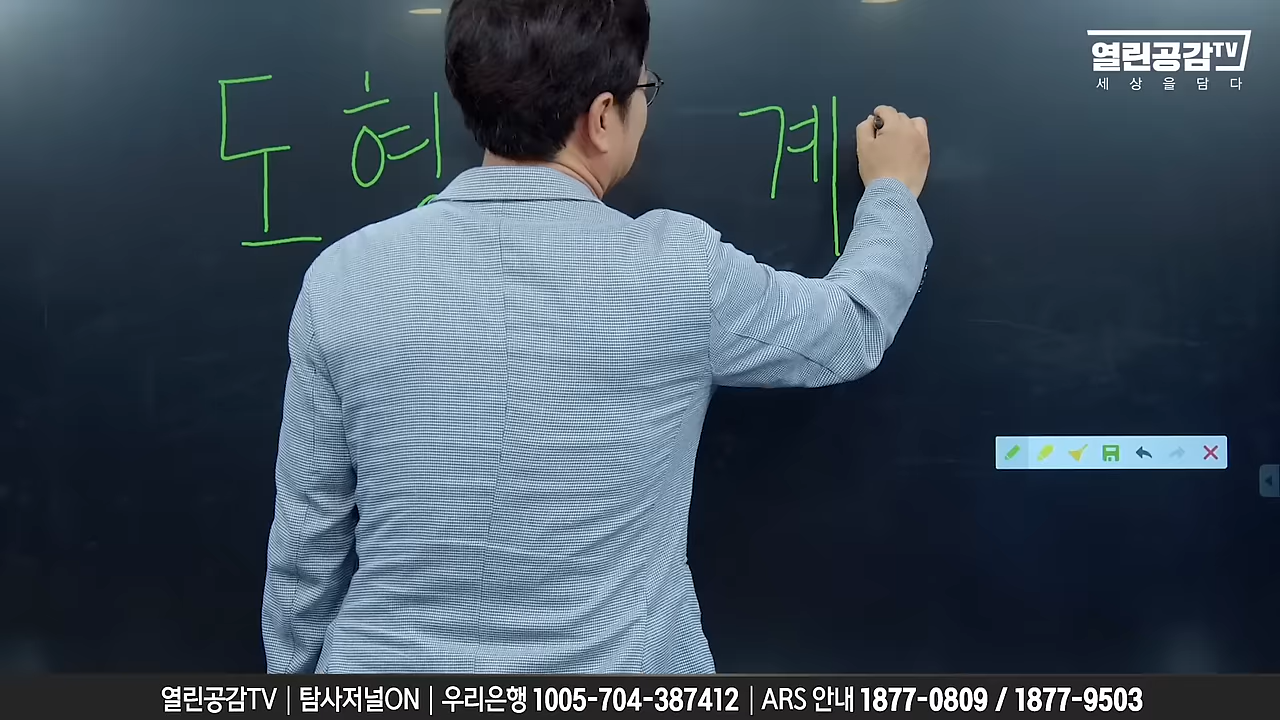 열린공감TV
세상을담다
도형 계
열린공감TV | 탐사저널ON | 우리은행 1005-704-387412 | ARS 안내 1877-0809 / 1877-9503